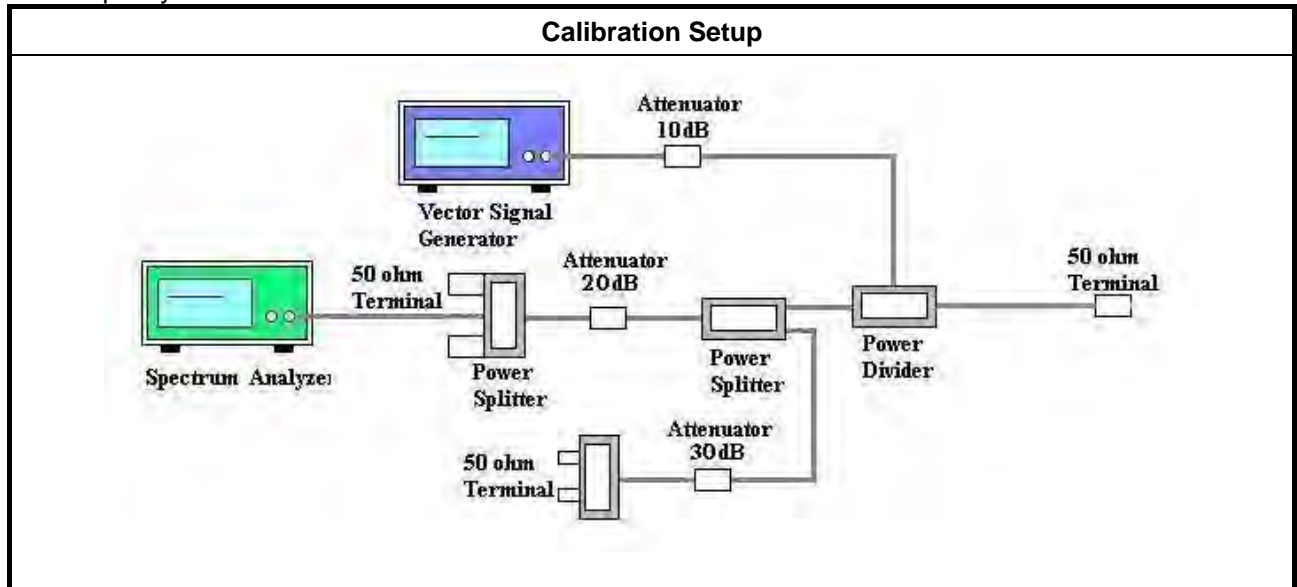 Calibration Setup
Attenuator
10dB
Vector Signal
Generator
50 ohm
Terminal
Attenuator
20dB
50 ohm
Terminal
Spectrum Analyzer
Power
Splitter
Power
Splitter
Power
Divider
50 ohm
Terminal
Attenuator
30dB